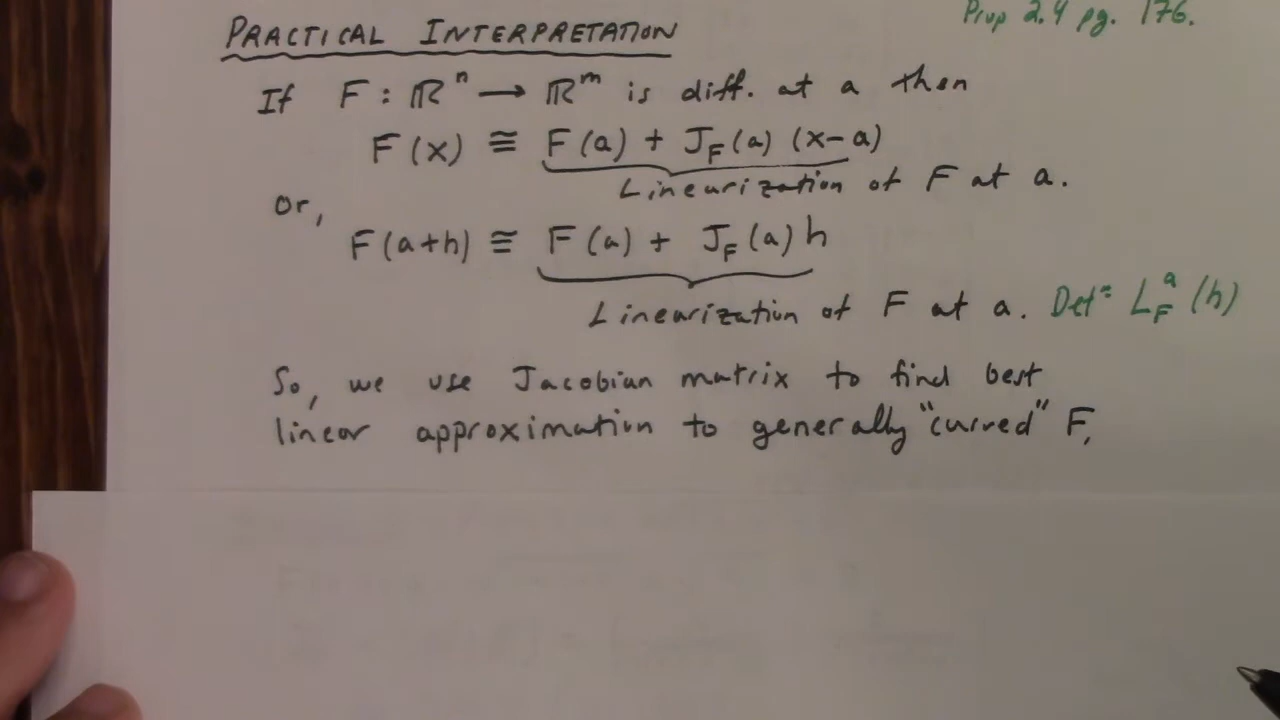 Prop 2.4 pg. 176.
PRACTICAL INTERPRETATION
If F : ℝⁿ → ℝᵐ is diff. at a then
F(x) ≅ F(a) + J_F(a) (x-a)
Linearization of F at a.
Or,
F(a+h) ≅ F(a) + J_F(a) h
Linearization of F at a. Defⁿ L_F^a (h)
So, we use Jacobian matrix to find best
linear approximation to generally "curved" F.